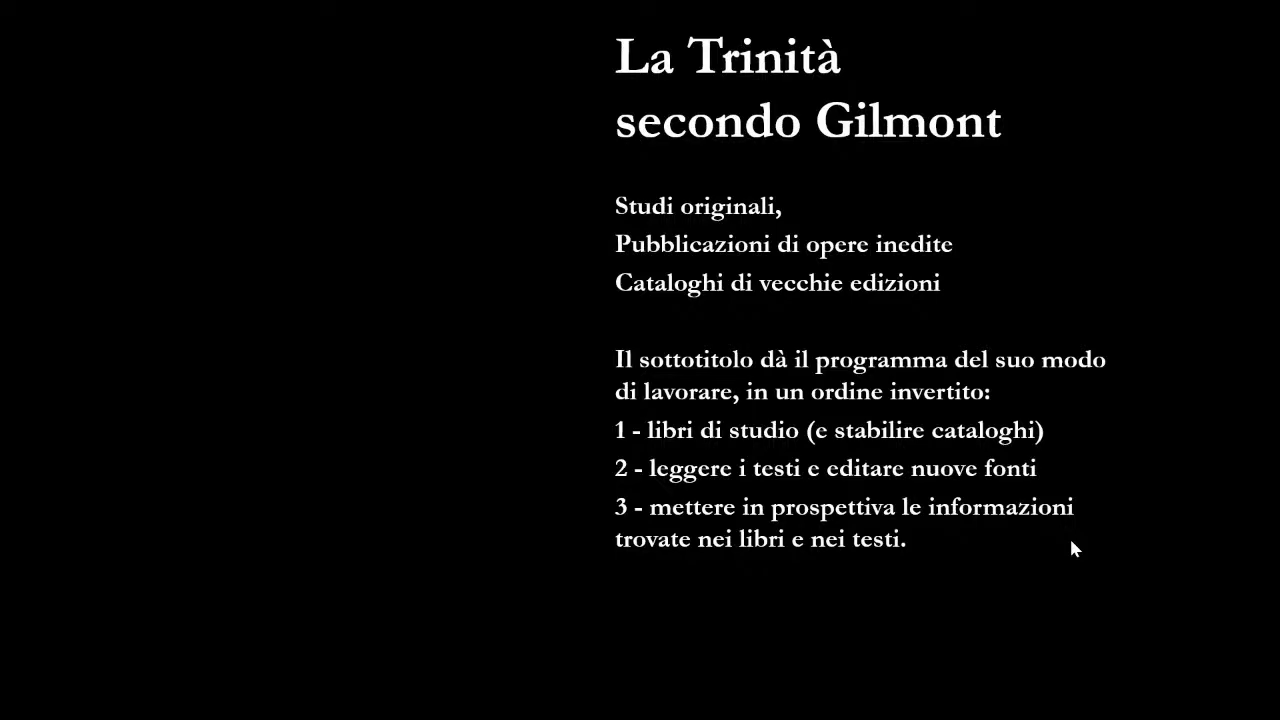 La Trinità
secondo Gilmont
Studi originali,
Pubblicazioni di opere inedite
Cataloghi di vecchie edizioni
Il sottotitolo dà il programma del suo modo
di lavorare, in un ordine invertito:
1 - libri di studio (e stabilire cataloghi)
2 - leggere i testi e editare nuove fonti
3 - mettere in prospettiva le informazioni
trovate nei libri e nei testi.